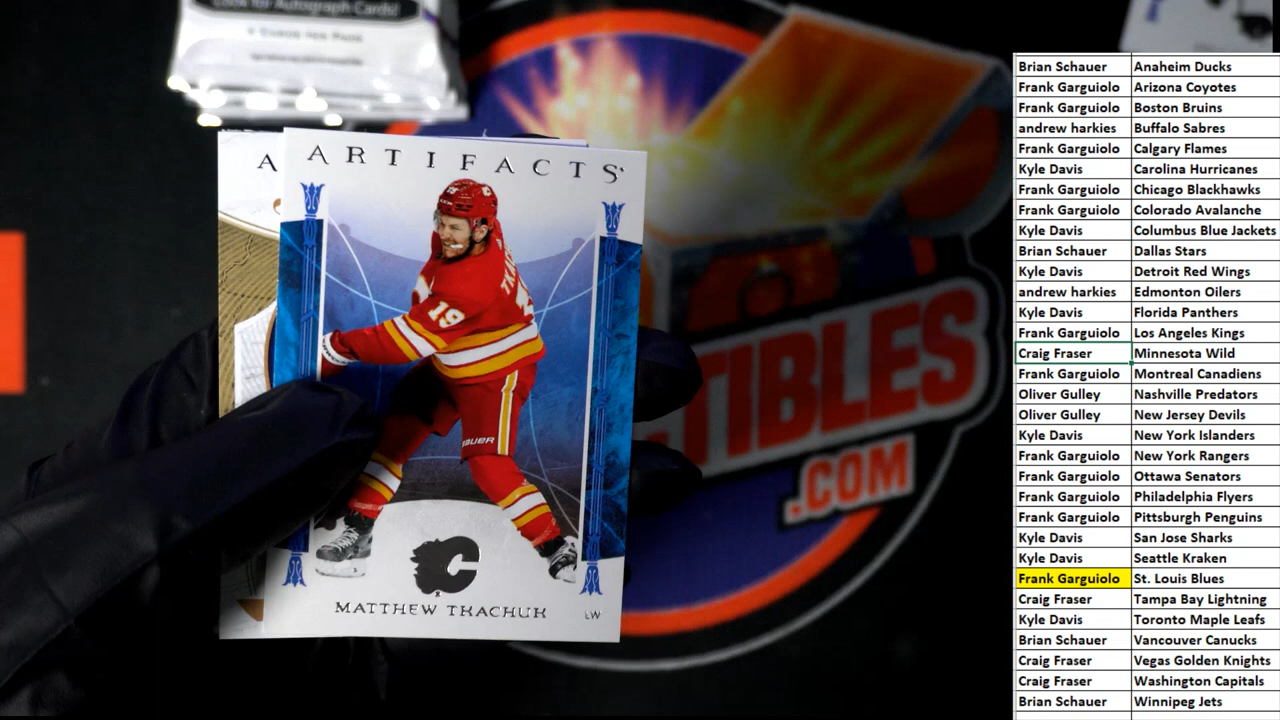 Look for Autograph Cards!
ARTIFACTS
A
TKA
19
BAUER
MATTHEW TKACHUK
LW
TIBLES
.COM
Brian Schauer Anaheim Ducks
Frank Garguiolo Arizona Coyotes
Frank Garguiolo Boston Bruins
andrew harkies Buffalo Sabres
Frank Garguiolo Calgary Flames
Kyle Davis Carolina Hurricanes
Frank Garguiolo Chicago Blackhawks
Frank Garguiolo Colorado Avalanche
Kyle Davis Columbus Blue Jackets
Brian Schauer Dallas Stars
Kyle Davis Detroit Red Wings
andrew harkies Edmonton Oilers
Kyle Davis Florida Panthers
Frank Garguiolo Los Angeles Kings
Craig Fraser Minnesota Wild
Frank Garguiolo Montreal Canadiens
Oliver Gulley Nashville Predators
Oliver Gulley New Jersey Devils
Kyle Davis New York Islanders
Frank Garguiolo New York Rangers
Frank Garguiolo Ottawa Senators
Frank Garguiolo Philadelphia Flyers
Frank Garguiolo Pittsburgh Penguins
Kyle Davis San Jose Sharks
Kyle Davis Seattle Kraken
Frank Garguiolo St. Louis Blues
Craig Fraser Tampa Bay Lightning
Kyle Davis Toronto Maple Leafs
Brian Schauer Vancouver Canucks
Craig Fraser Vegas Golden Knights
Craig Fraser Washington Capitals
Brian Schauer Winnipeg Jets